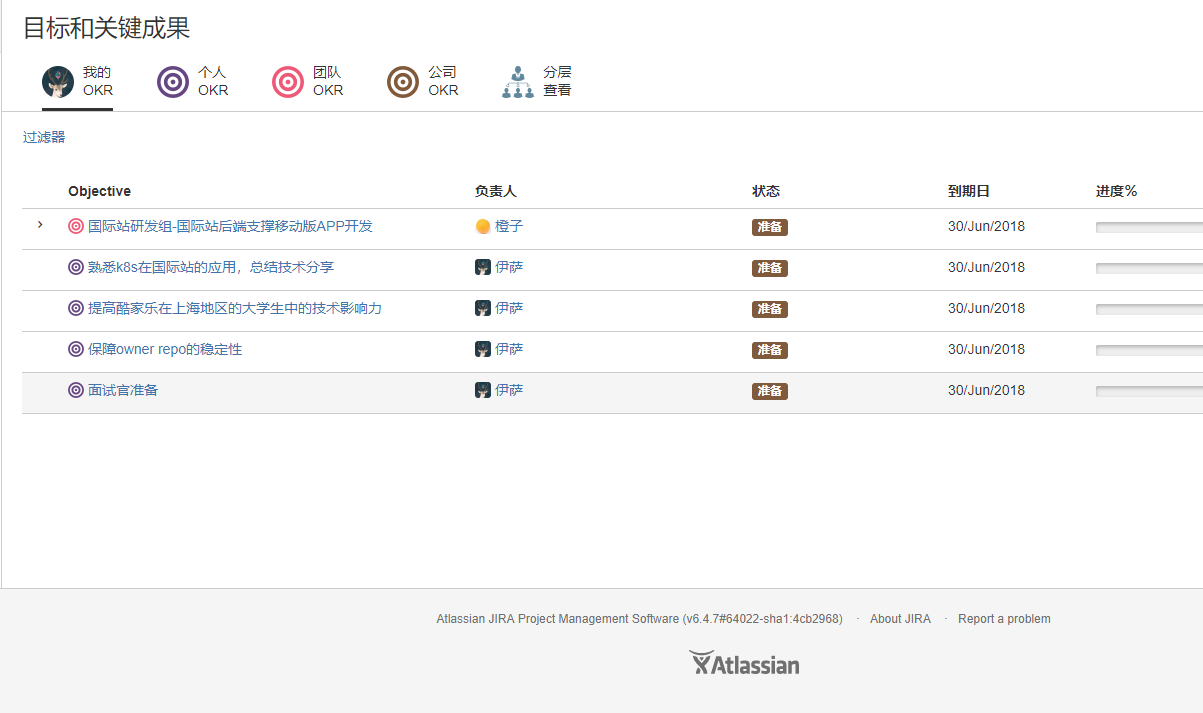 目标和关键成果
我的 个人 团队 公司 分层
OKR OKR OKR OKR 查看
过滤器
Objective 负责人 状态 到期日 进度%
国际站研发组-国际站后端支撑移动版APP开发 橙子 准备 30/Jun/2018
熟悉k8s在国际站的应用，总结技术分享 伊萨 准备 30/Jun/2018
提高酷家乐在上海地区的大学生中的技术影响力 伊萨 准备 30/Jun/2018
保障owner repo的稳定性 伊萨 准备 30/Jun/2018
面试官准备 伊萨 准备 30/Jun/2018
Atlassian JIRA Project Management Software (v6.4.7#64022-sha1:4cb2968) · About JIRA · Report a problem
Atlassian